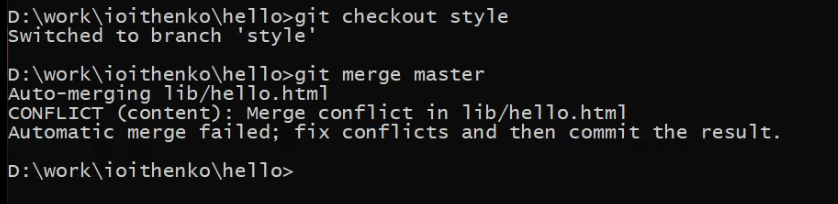 D:\work\ioithenko\hello>git checkout style
Switched to branch 'style'
D:\work\ioithenko\hello>git merge master
Auto-merging lib/hello.html
CONFLICT (content): Merge conflict in lib/hello.html
Automatic merge failed; fix conflicts and then commit the result.
D:\work\ioithenko\hello>